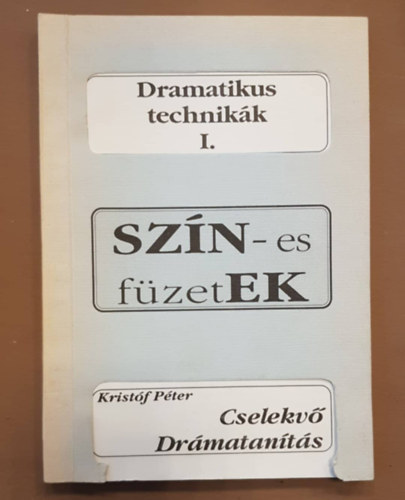 Dramatikus
technikák
I.
SZÍN- es
füzetEK
Kristóf Péter
Cselekvő
Drámatanítás